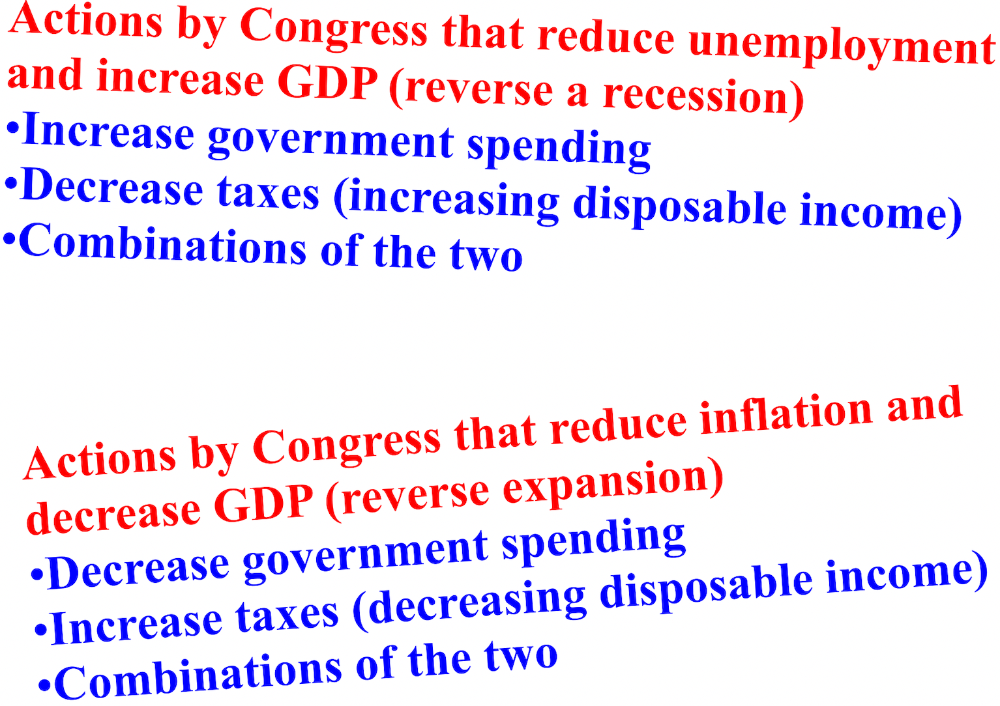 Actions by Congress that reduce unemployment
and increase GDP (reverse a recession)
•Increase government spending
•Decrease taxes (increasing disposable income)
•Combinations of the two
Actions by Congress that reduce inflation and
decrease GDP (reverse expansion)
•Decrease government spending
•Increase taxes (decreasing disposable income)
•Combinations of the two